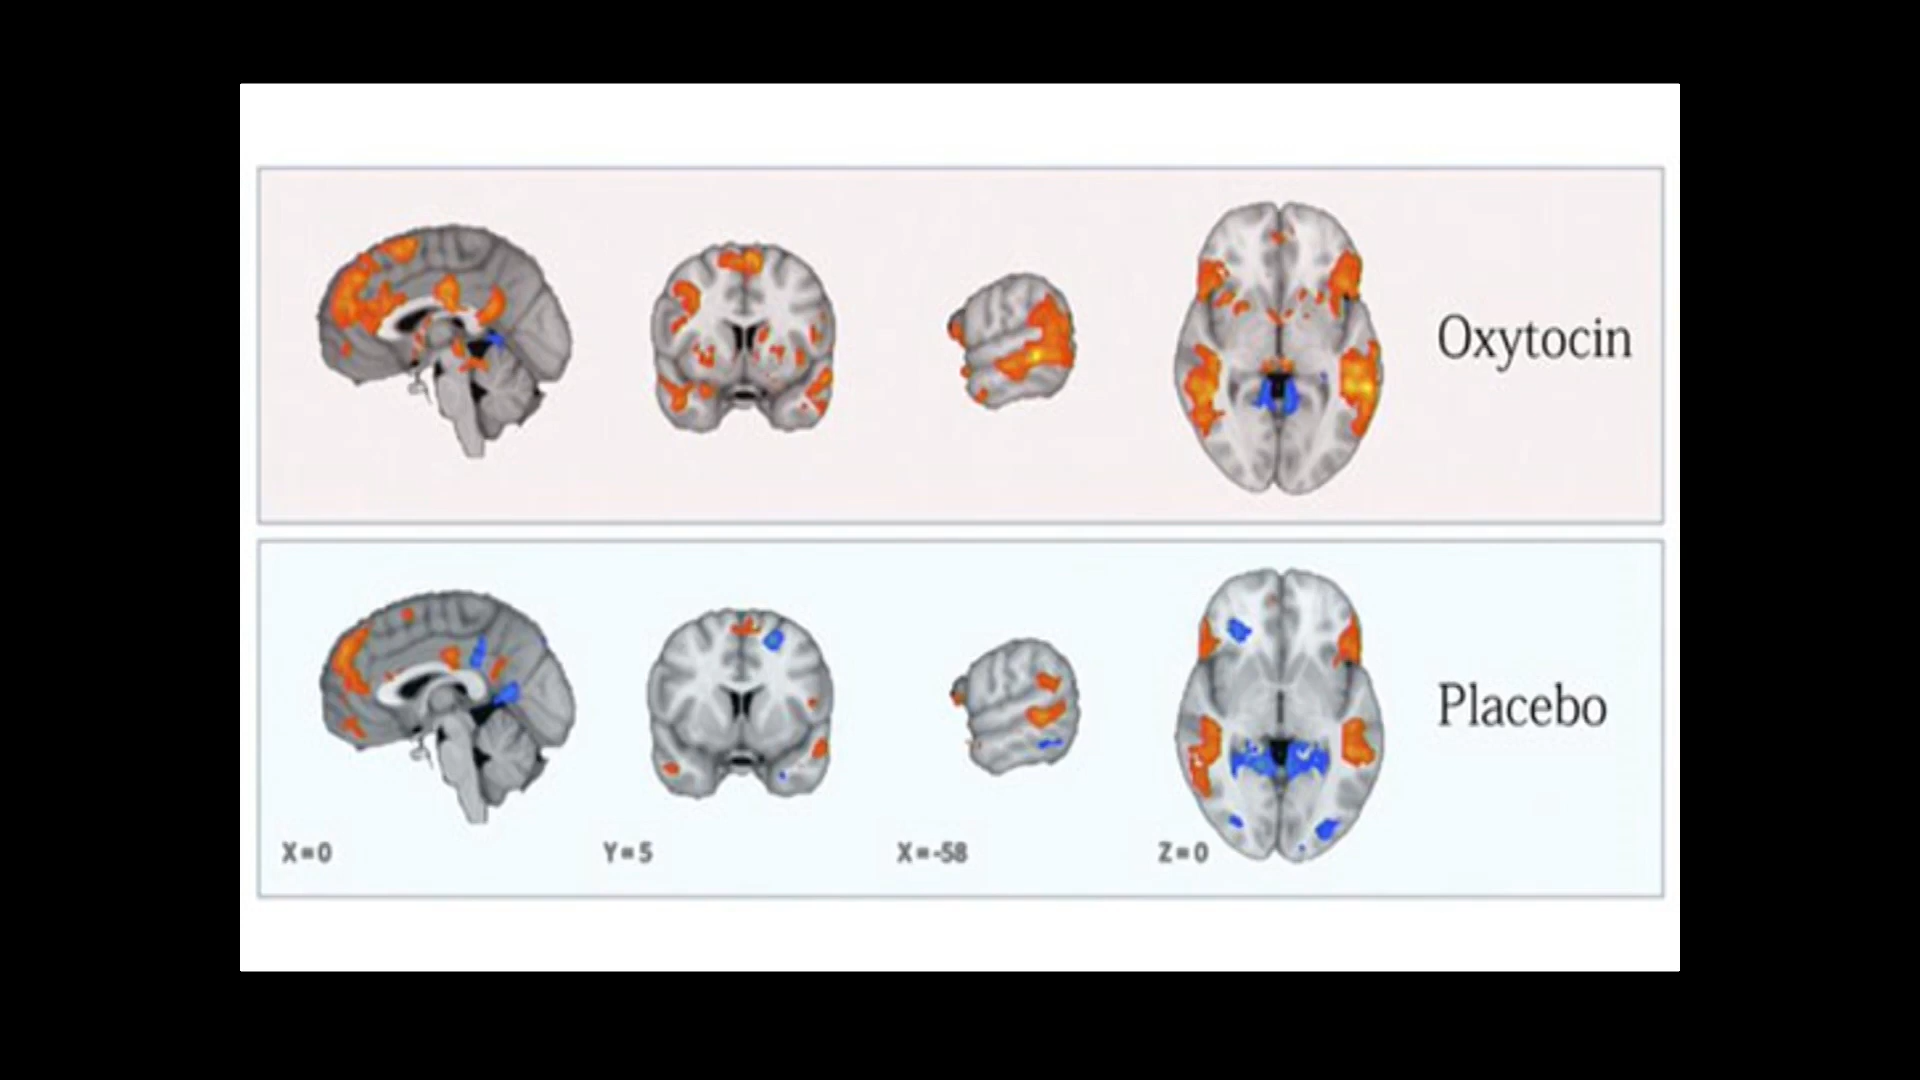 Oxytocin
Placebo
X = 0
Y = 5
X = -58
Z = 0